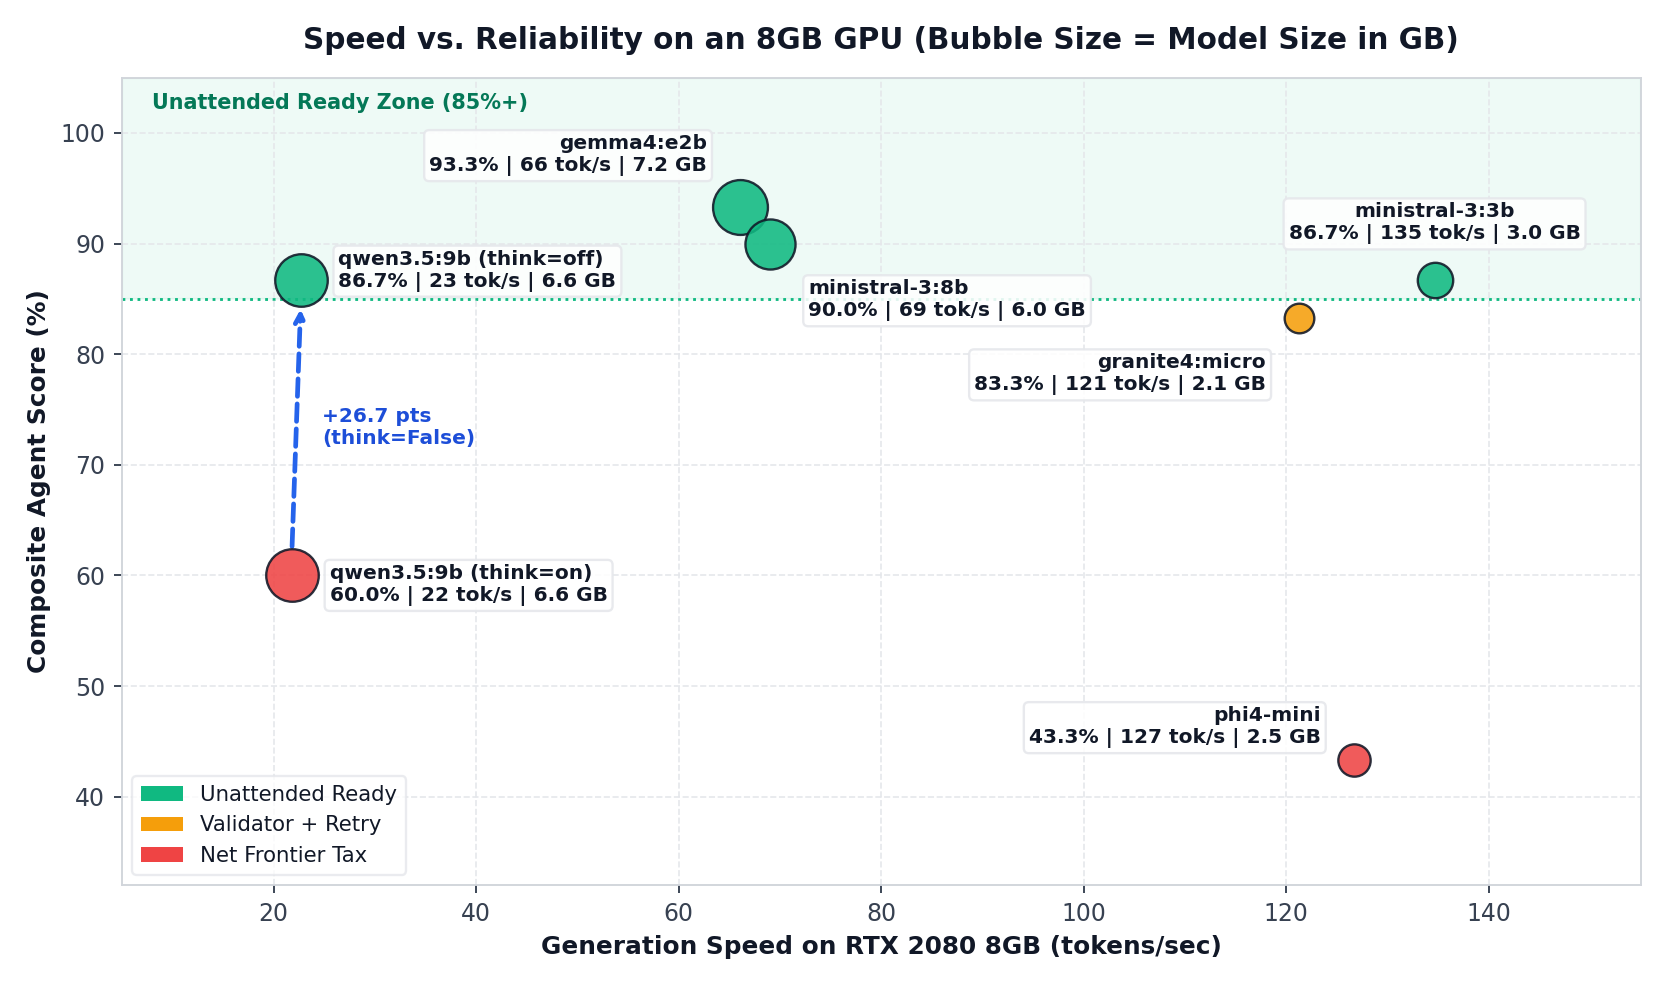 Speed vs. Reliability on an 8GB GPU (Bubble Size = Model Size in GB)
Unattended Ready Zone (85%+)
gemma4:e2b
93.3% | 66 tok/s | 7.2 GB
ministral-3:3b
86.7% | 135 tok/s | 3.0 GB
qwen3.5:9b (think=off)
86.7% | 23 tok/s | 6.6 GB
ministral-3:8b
90.0% | 69 tok/s | 6.0 GB
granite4:micro
83.3% | 121 tok/s | 2.1 GB
+26.7 pts
(think=False)
qwen3.5:9b (think=on)
60.0% | 22 tok/s | 6.6 GB
phi4-mini
43.3% | 127 tok/s | 2.5 GB
Unattended Ready
Validator + Retry
Net Frontier Tax
Composite Agent Score (%)
100
90
80
70
60
50
40
20
40
60
80
100
120
140
Generation Speed on RTX 2080 8GB (tokens/sec)